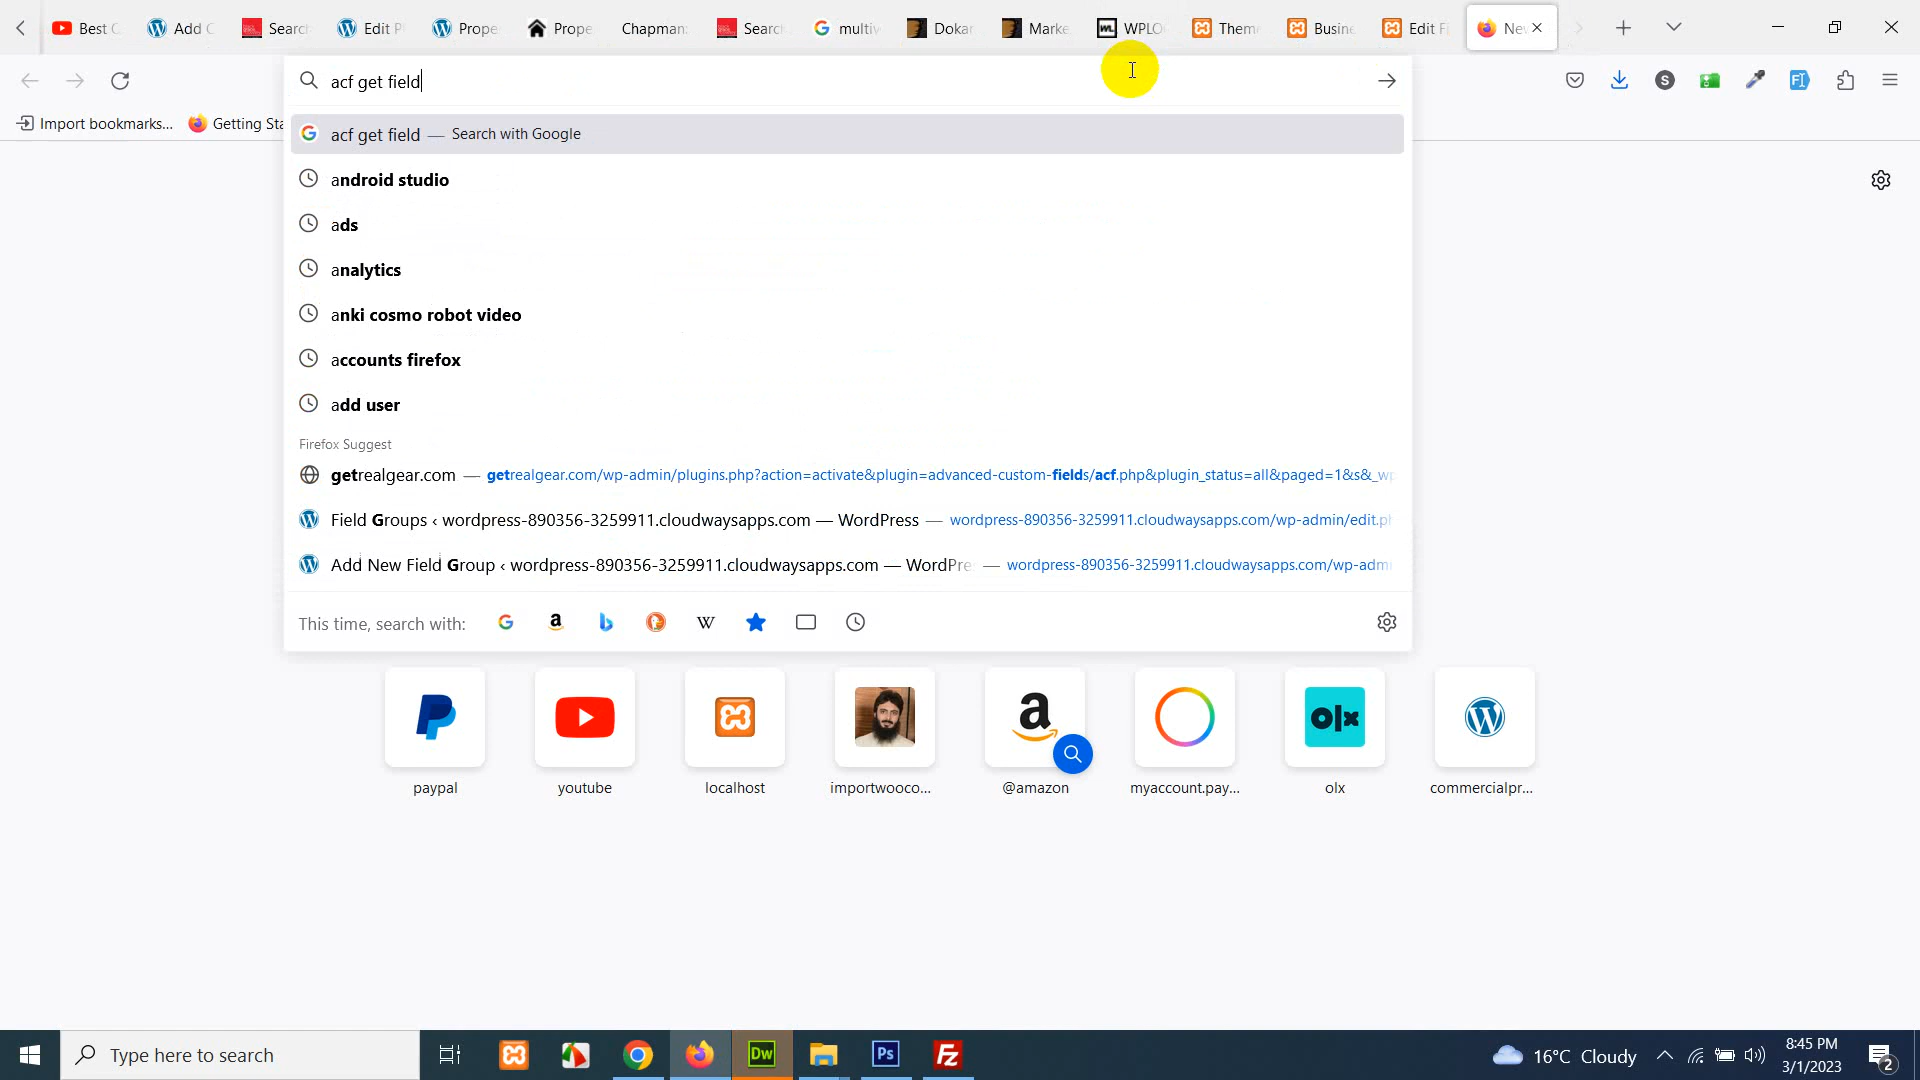 Best C
Add C
Search
Edit P
Prope
Prope
Chapman
Search
multiv
Dokar
Marke
WPLO
Them
Busine
Edit F
New
acf get field
Import bookmarks...
Getting Sta
acf get field — Search with Google
android studio
ads
analytics
anki cosmo robot video
accounts firefox
add user
Firefox Suggest
getrealgear.com — getrealgear.com/wp-admin/plugins.php?action=activate&plugin=advanced-custom-fields/acf.php&plugin_status=all&paged=1&s&_wp
Field Groups ‹ wordpress-890356-3259911.cloudwaysapps.com — WordPress — wordpress-890356-3259911.cloudwaysapps.com/wp-admin/edit.ph
Add New Field Group ‹ wordpress-890356-3259911.cloudwaysapps.com — WordPre — wordpress-890356-3259911.cloudwaysapps.com/wp-admi
This time, search with:
paypal
youtube
localhost
importwooco...
@amazon
myaccount.pay...
olx
commercialpr...
Type here to search
16°C Cloudy
8:45 PM
3/1/2023
2